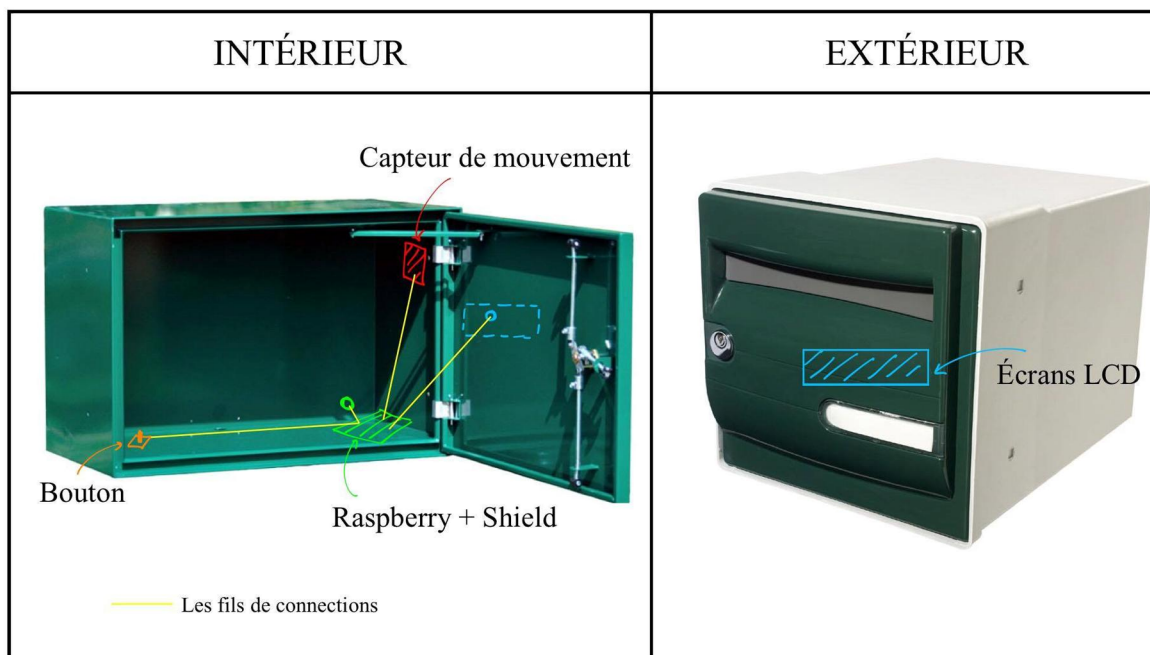 INTÉRIEUR
EXTÉRIEUR
Capteur de mouvement
Écrans LCD
Bouton
Raspberry + Shield
Les fils de connections